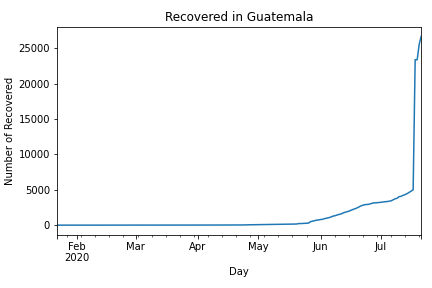 Recovered in Guatemala
Number of Recovered
25000
20000
15000
10000
5000
0
Feb Mar Apr May Jun Jul
2020
Day